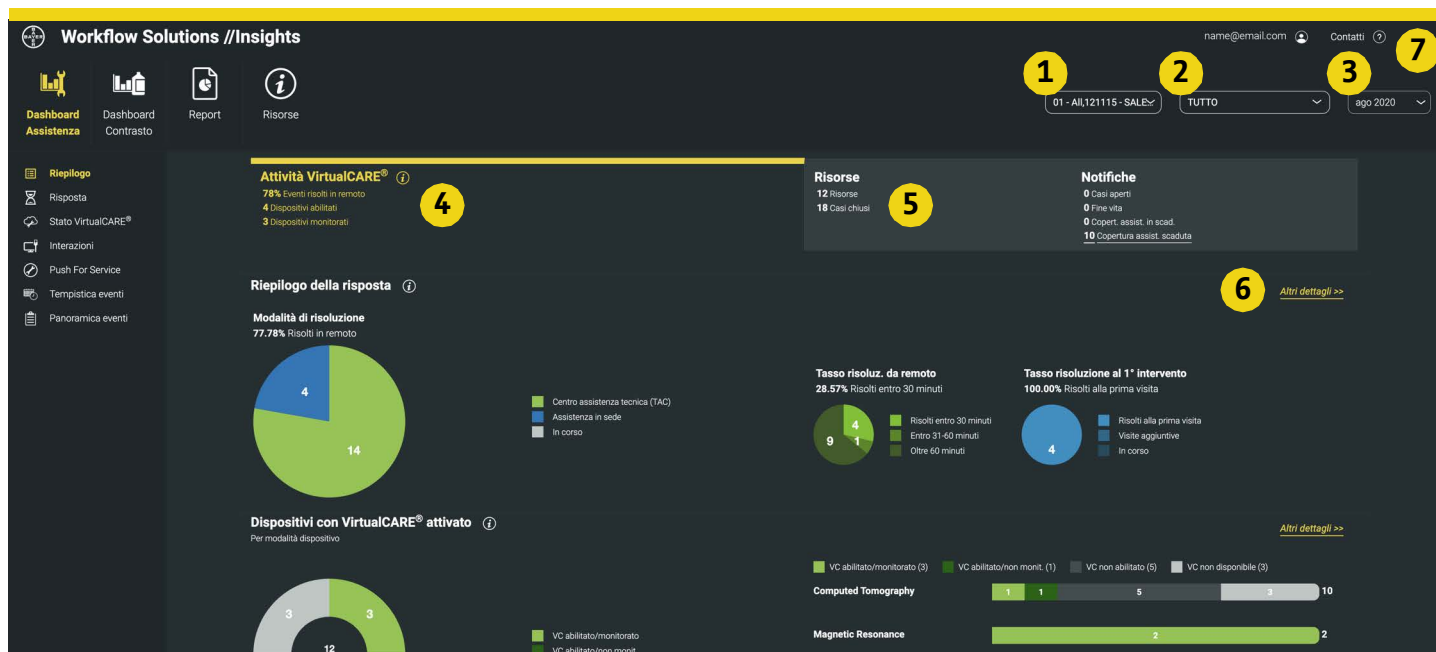 BAYER
Workflow Solutions //Insights
name@email.com
Contatti ?
7
1
2
3
Dashboard
Assistenza
Dashboard
Contrasto
Report
Risorse
01 - All,121115 - SALE
TUTTO
ago 2020
Riepilogo
Risposta
Stato VirtualCARE®
Interazioni
Push For Service
Tempistica eventi
Panoramica eventi
Attività VirtualCARE® i
78% Eventi risolti in remoto
4 Dispositivi abilitati
3 Dispositivi monitorati
4
Risorse
12 Risorse
18 Casi chiusi
5
Notifiche
0 Casi aperti
0 Fine vita
0 Copert. assist. in scad.
10 Copertura assist. scaduta
Riepilogo della risposta i
6
Altri dettagli >>
Modalità di risoluzione
77.78% Risolti in remoto
4
14
Centro assistenza tecnica (TAC)
Assistenza in sede
In corso
Tasso risoluz. da remoto
28.57% Risolti entro 30 minuti
4
9
1
Risolti entro 30 minuti
Entro 31-60 minuti
Oltre 60 minuti
Tasso risoluzione al 1° intervento
100.00% Risolti alla prima visita
4
Risolti alla prima visita
Visite aggiuntive
In corso
Dispositivi con VirtualCARE® attivato i
Per modalità dispositivo
Altri dettagli >>
3
3
12
VC abilitato/monitorato
VC abilitato/non monit.
VC abilitato/monitorato (3)
VC abilitato/non monit. (1)
VC non abilitato (5)
VC non disponibile (3)
Computed Tomography
1
1
5
3
10
Magnetic Resonance
2
2